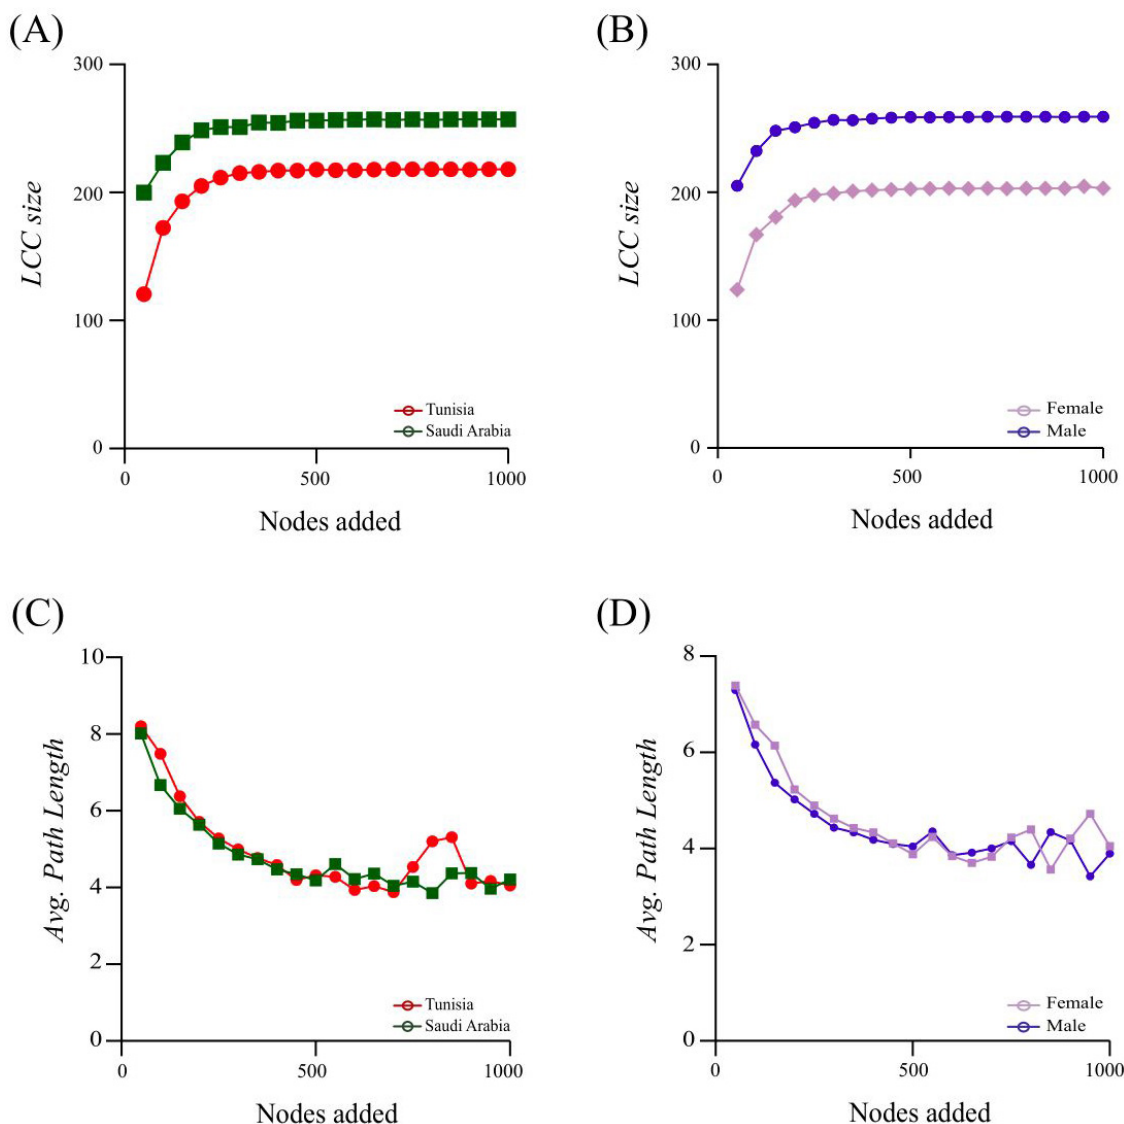 (A)
300
200
100
0
LCC size
Tunisia
Saudi Arabia
0
500
1000
Nodes added
(B)
300
200
100
0
LCC size
Female
Male
0
500
1000
Nodes added
(C)
10
8
6
4
2
0
Avg. Path Length
Tunisia
Saudi Arabia
0
500
1000
Nodes added
(D)
8
6
4
2
0
Avg. Path Length
Female
Male
0
500
1000
Nodes added